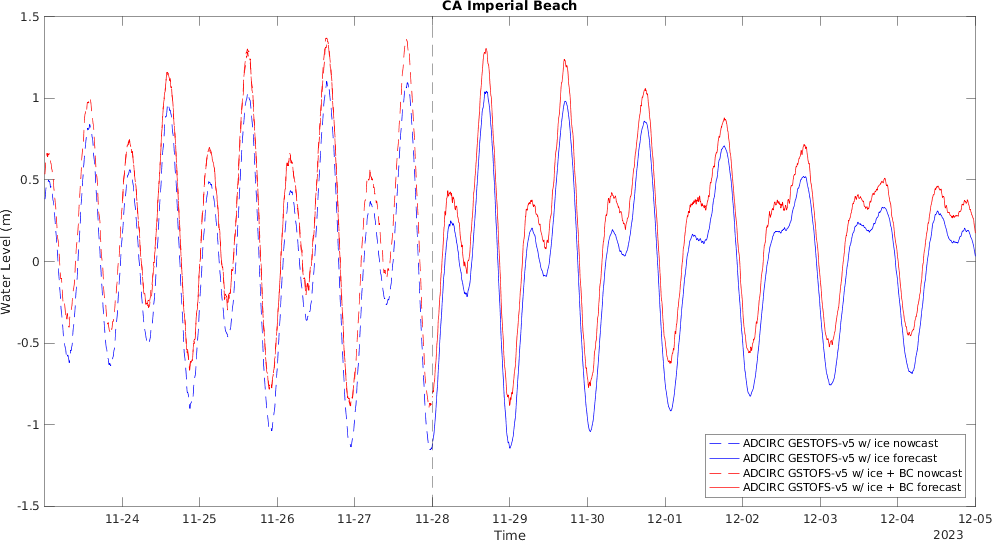 CA Imperial Beach
1.5
1
0.5
0
-0.5
-1
-1.5
Water Level (m)
11-24 11-25 11-26 11-27 11-28 11-29 11-30 12-01 12-02 12-03 12-04 12-05
Time
2023
ADCIRC GESTOFS-v5 w/ ice nowcast
ADCIRC GESTOFS-v5 w/ ice forecast
ADCIRC GSTOFS-v5 w/ ice + BC nowcast
ADCIRC GSTOFS-v5 w/ ice + BC forecast